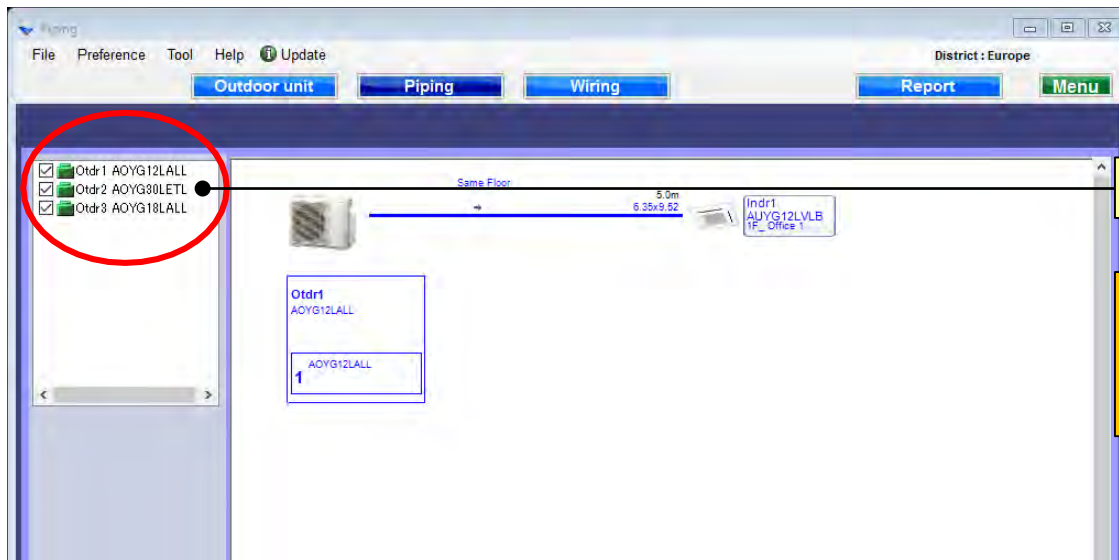 Piping
File Preference Tool Help Update
District : Europe
Outdoor unit Piping Wiring Report Menu
Otdr1 AOYG12LALL
Otdr2 AOYG30LETL
Otdr3 AOYG18LALL
Same Floor
5.0m
6.35x9.52
Indr1
AUYG12LVLB
1F_ Office 1
Otdr1
AOYG12LALL
AOYG12LALL
1